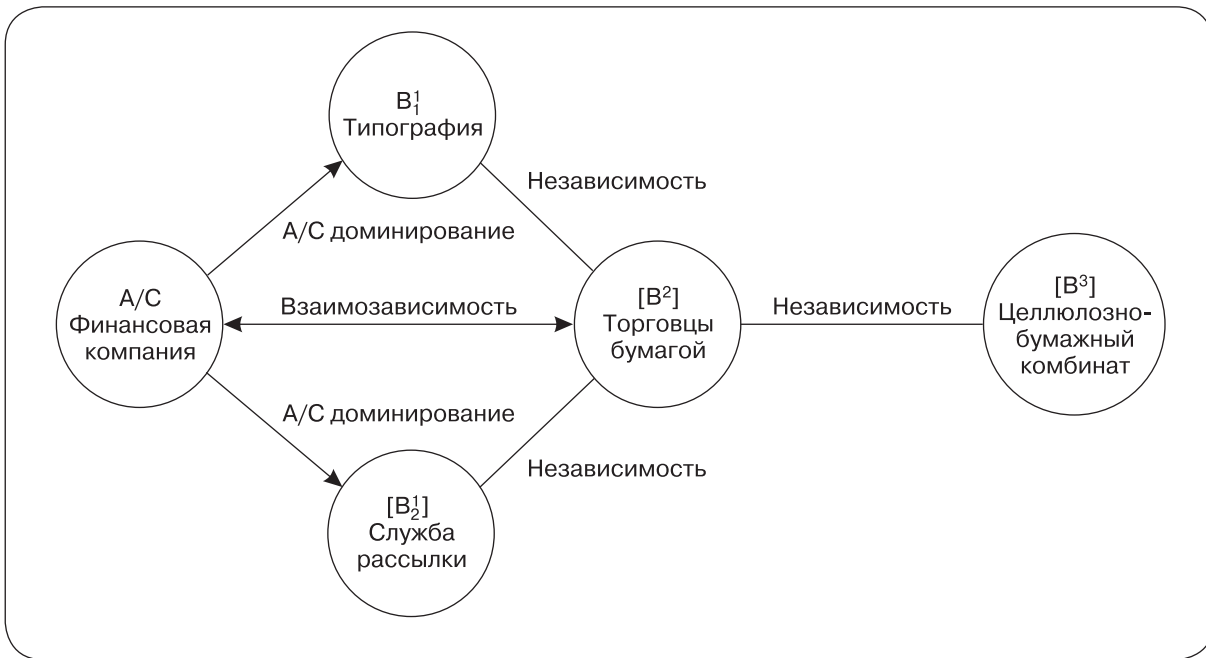 B₁¹
Типография
Независимость
А/С доминирование
А/С
Финансовая
компания
Взаимозависимость
[B²]
Торговцы
бумагой
Независимость
[B³]
Целлюлозно-
бумажный
комбинат
А/С доминирование
Независимость
[B₂¹]
Служба
рассылки